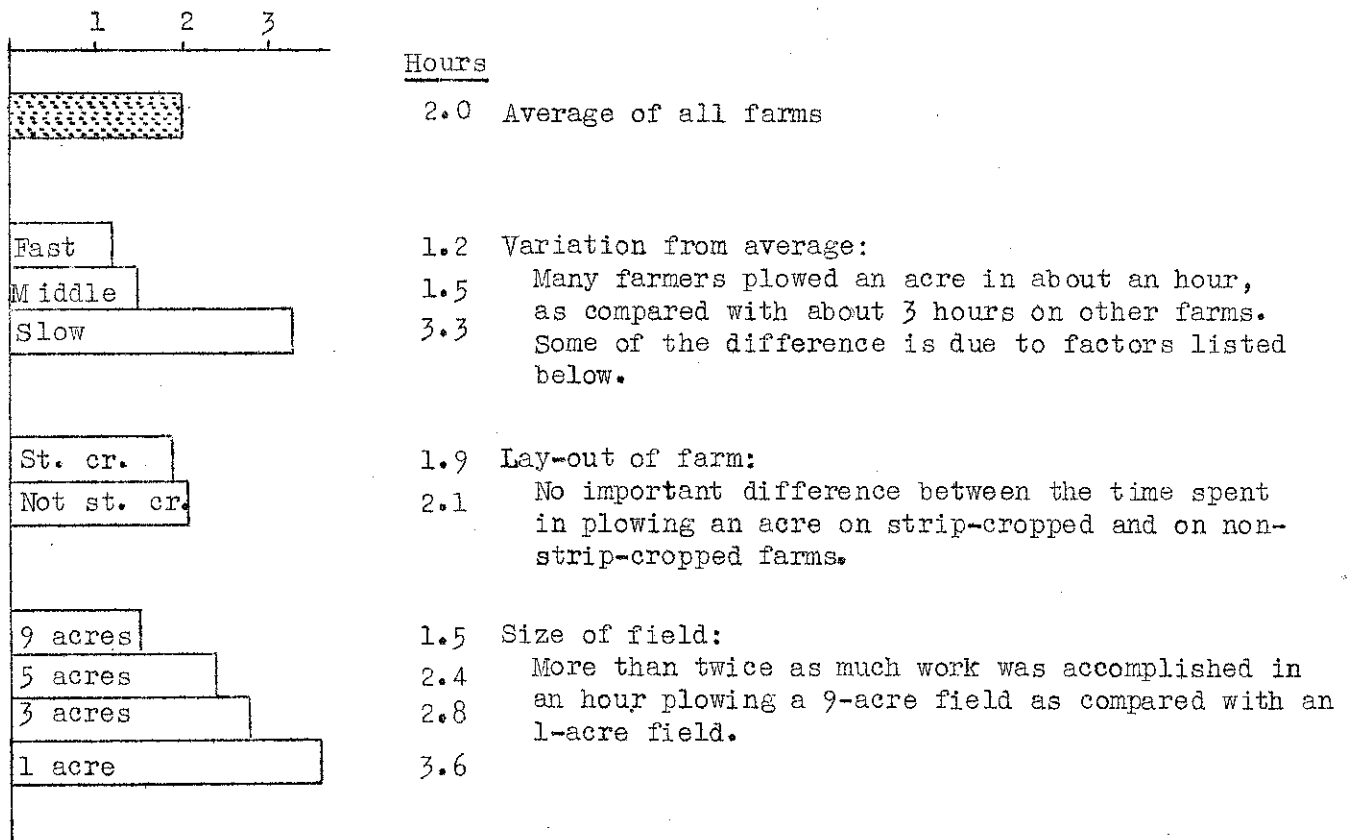 1 2 3
Hours
2.0 Average of all farms
Fast 1.2 Variation from average:
Middle 1.5 Many farmers plowed an acre in about an hour,
as compared with about 3 hours on other farms.
Slow 3.3 Some of the difference is due to factors listed
below.
St. cr. 1.9 Lay-out of farm:
Not st. cr. 2.1 No important difference between the time spent
in plowing an acre on strip-cropped and on non-
strip-cropped farms.
9 acres 1.5 Size of field:
5 acres 2.4 More than twice as much work was accomplished in
3 acres 2.8 an hour plowing a 9-acre field as compared with an
1-acre field.
1 acre 3.6